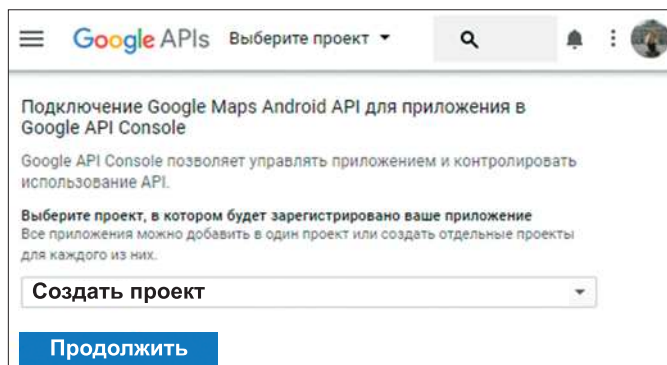 Google APIs Выберите проект
Подключение Google Maps Android API для приложения в
Google API Console
Google API Console позволяет управлять приложением и контролировать
использование API.
Выберите проект, в котором будет зарегистрировано ваше приложение
Все приложения можно добавить в один проект или создать отдельные проекты
для каждого из них.
Создать проект
Продолжить